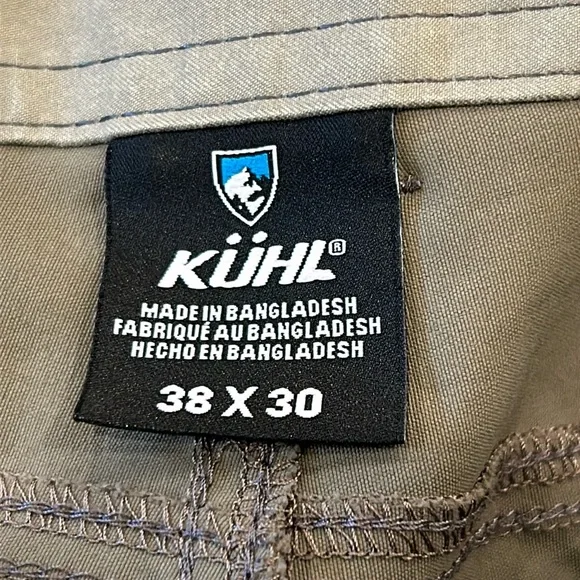 KÜHL®
MADE IN BANGLADESH
FABRIQUÉ AU BANGLADESH
HECHO EN BANGLADESH
38 X 30